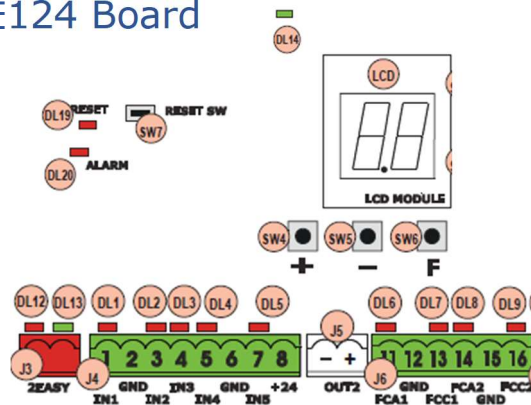 E124 Board
DL14
LCD
DL19 RESET RESET SW
SW7
DL20 ALARM
LCD MODULE
SW4 SW5 SW6
+ - F
DL12 DL13 DL1 DL2 DL3 DL4 DL5 DL6 DL7 DL8 DL9
J5
J3 J4 1 2 3 4 5 6 7 8 - + J6 11 12 13 14 15 16
2EASY GND IN3 GND +24 OUT2 GND FCA2 FCC2
IN1 IN2 IN4 IN5 FCA1 FCC1 GND